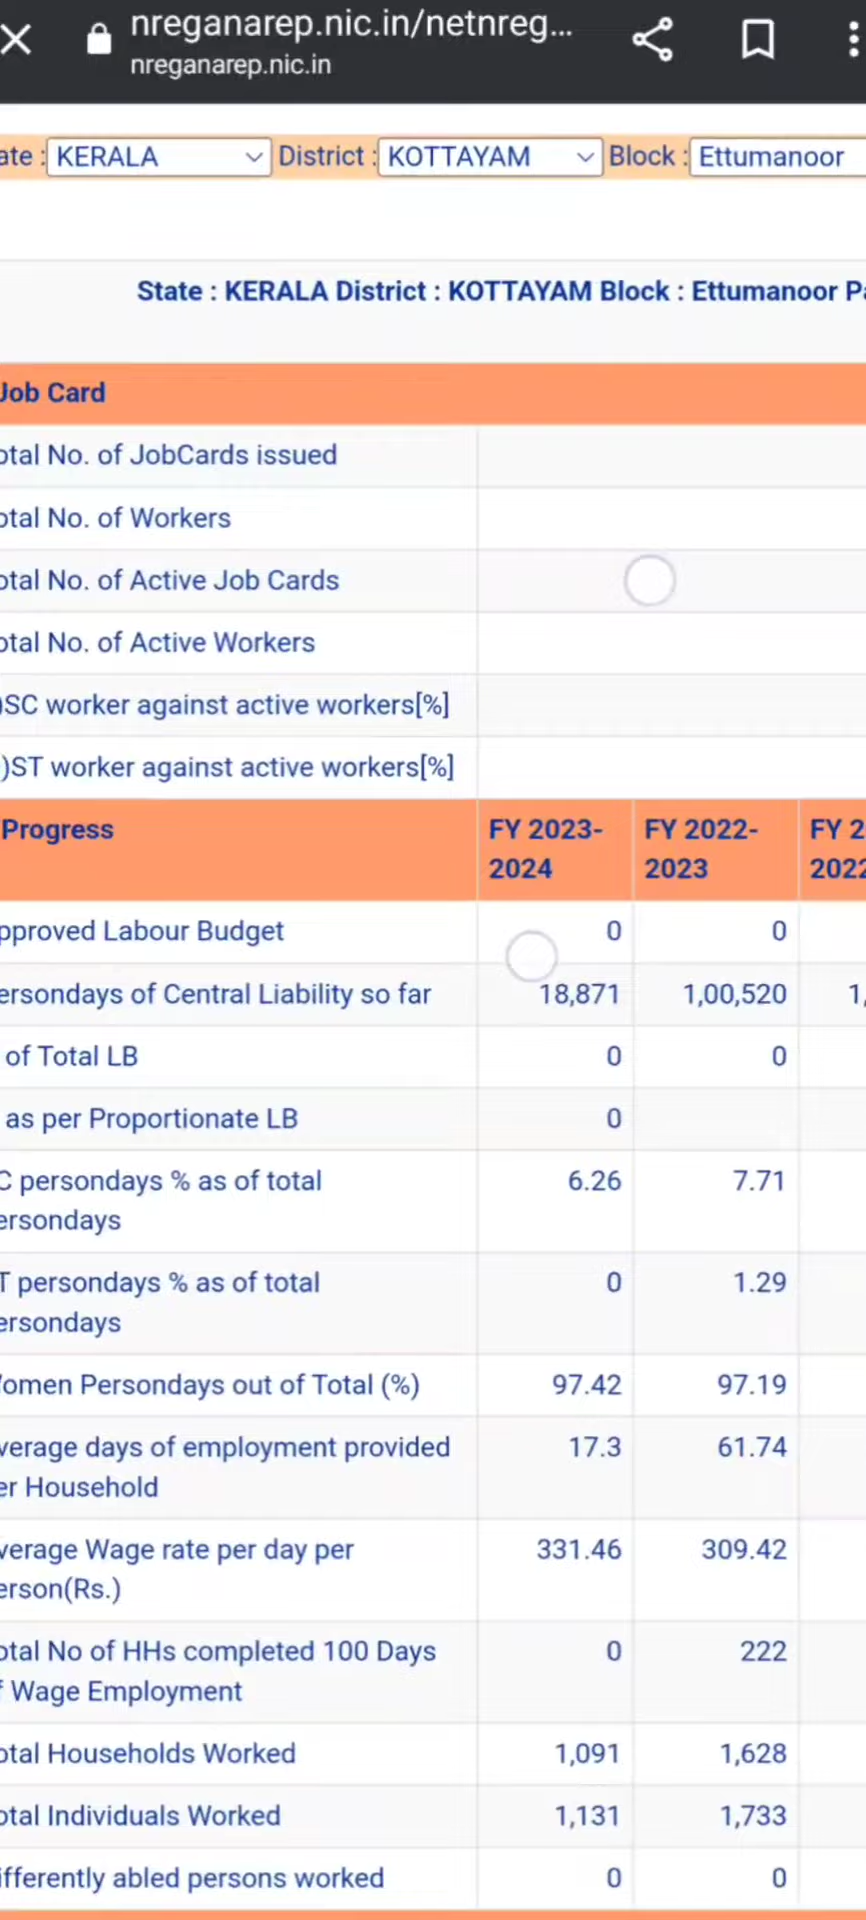 nreganarep.nic.in/netnreg...
nreganarep.nic.in
ate : KERALA District : KOTTAYAM Block : Ettumanoor
State : KERALA District : KOTTAYAM Block : Ettumanoor Pa
Job Card
otal No. of JobCards issued
otal No. of Workers
otal No. of Active Job Cards
otal No. of Active Workers
)SC worker against active workers[%]
)ST worker against active workers[%]
Progress FY 2023- FY 2022- FY 2
2024 2023 2022
pproved Labour Budget 0 0
ersondays of Central Liability so far 18,871 1,00,520 1,
of Total LB 0 0
as per Proportionate LB 0
C persondays % as of total 6.26 7.71
ersondays
T persondays % as of total 0 1.29
ersondays
omen Persondays out of Total (%) 97.42 97.19
verage days of employment provided 17.3 61.74
er Household
verage Wage rate per day per 331.46 309.42
erson(Rs.)
otal No of HHs completed 100 Days 0 222
f Wage Employment
otal Households Worked 1,091 1,628
otal Individuals Worked 1,131 1,733
ifferently abled persons worked 0 0